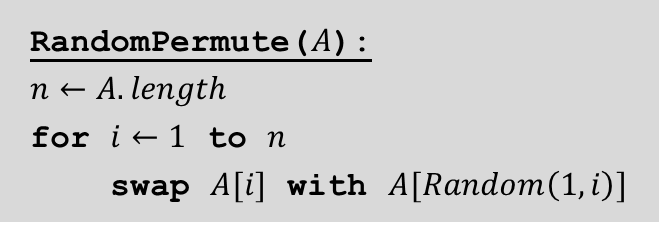 RandomPermute(A):
n ← A.length
for i ← 1 to n
swap A[i] with A[Random(1,i)]